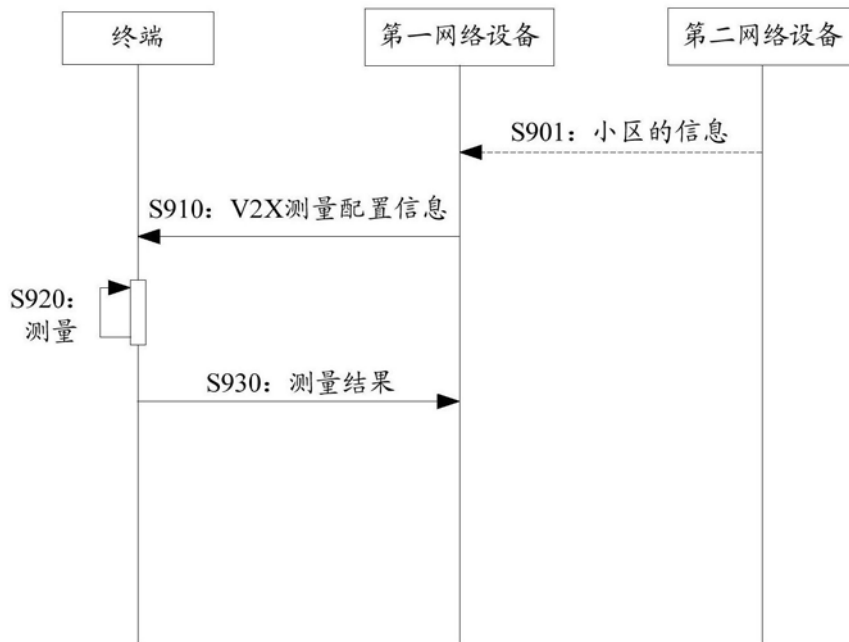 终端
第一网络设备
第二网络设备
S901：小区的信息
S910：V2X测量配置信息
S920：
测量
S930：测量结果